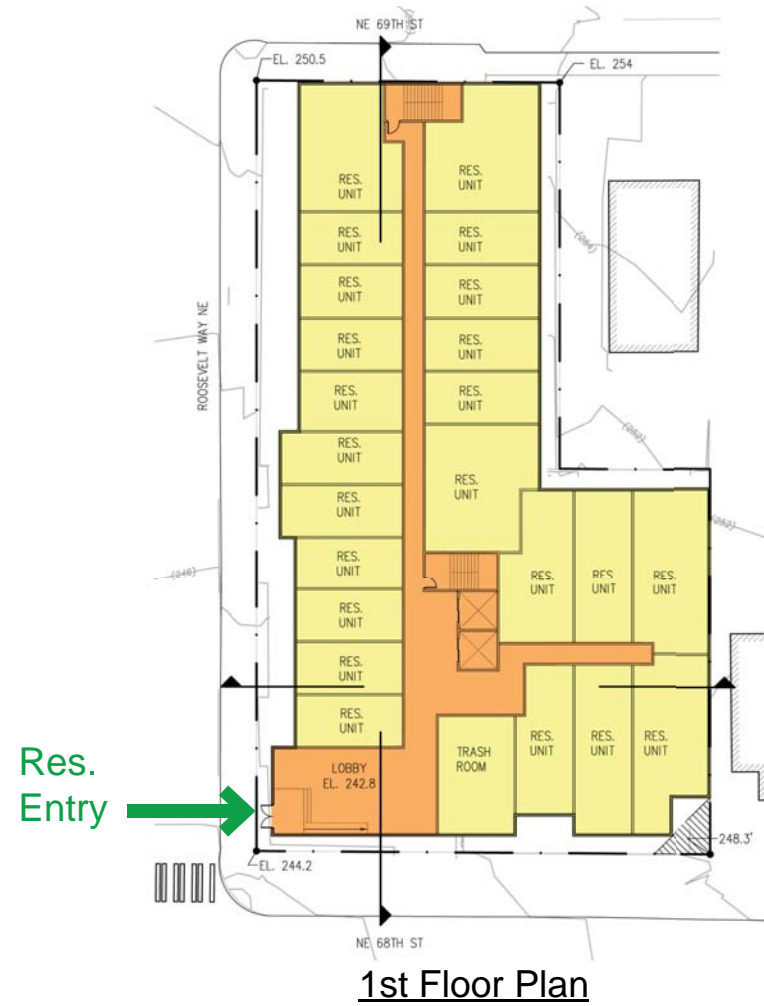 NE 69TH ST
EL. 250.5
EL. 254
RES.
UNIT
RES.
UNIT
RES.
UNIT
RES.
UNIT
RES.
UNIT
RES.
UNIT
(264)
RES.
UNIT
RES.
UNIT
ROOSEVELT WAY NE
RES.
UNIT
RES.
UNIT
RES.
UNIT
RES.
UNIT
RES.
UNIT
RES.
UNIT
(246)
RES.
UNIT
RES.
UNIT
RES.
UNIT
RES.
UNIT
RES.
UNIT
RES.
UNIT
RES.
UNIT
(252)
Res.
Entry
LOBBY
EL. 242.8
TRASH
ROOM
RES.
UNIT
RES.
UNIT
RES.
UNIT
EL. 244.2
248.3'
NE 68TH ST
1st Floor Plan